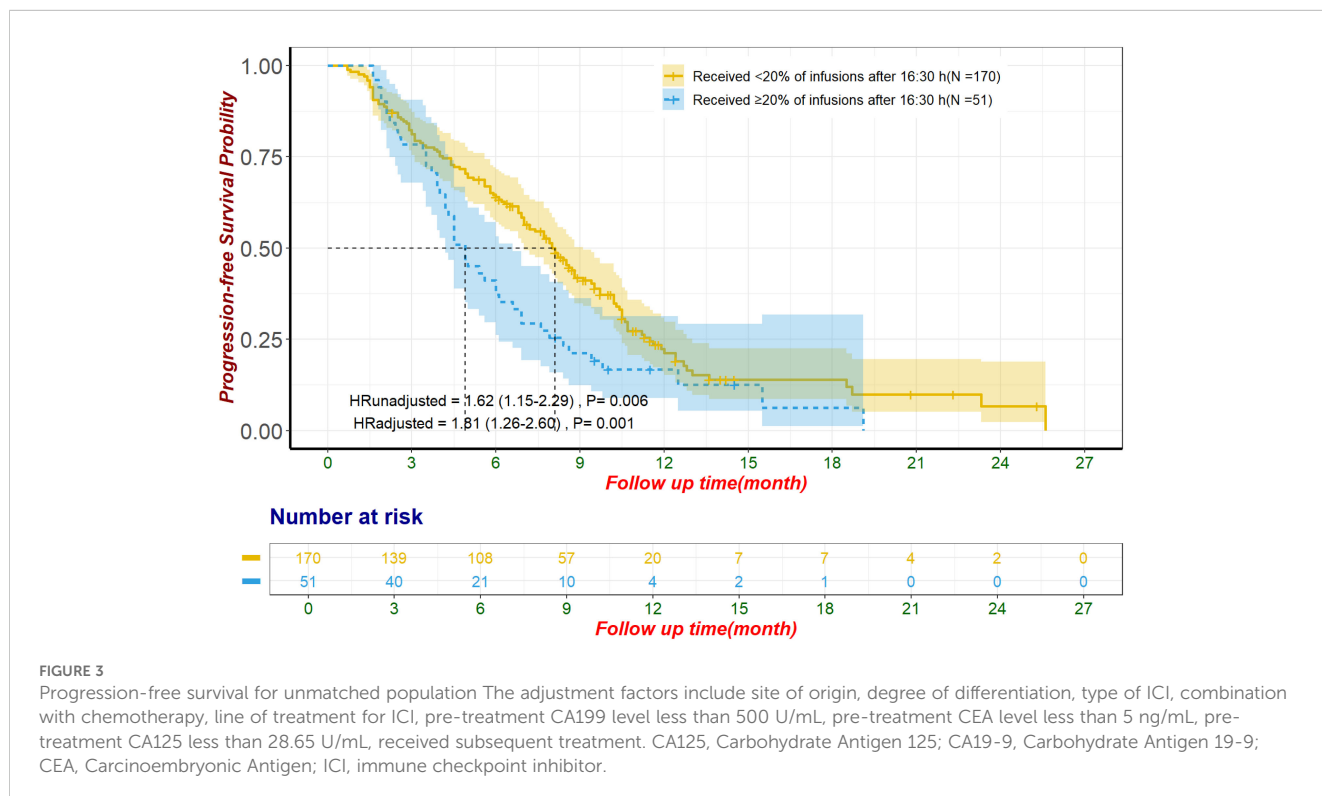 Progression-free Survival Probility
1.00
0.75
0.50
0.25
0.00
Received <20% of infusions after 16:30 h(N =170)
Received ≥20% of infusions after 16:30 h(N =51)
HRunadjusted = 1.62 (1.15-2.29) , P= 0.006
HRadjusted = 1.81 (1.26-2.60) , P= 0.001
0 3 6 9 12 15 18 21 24 27
Follow up time(month)
Number at risk
170 139 108 57 20 7 7 4 2 0
51 40 21 10 4 2 1 0 0 0
0 3 6 9 12 15 18 21 24 27
Follow up time(month)
FIGURE 3
Progression-free survival for unmatched population The adjustment factors include site of origin, degree of differentiation, type of ICI, combination
with chemotherapy, line of treatment for ICI, pre-treatment CA199 level less than 500 U/mL, pre-treatment CEA level less than 5 ng/mL, pre-
treatment CA125 less than 28.65 U/mL, received subsequent treatment. CA125, Carbohydrate Antigen 125; CA19-9, Carbohydrate Antigen 19-9;
CEA, Carcinoembryonic Antigen; ICI, immune checkpoint inhibitor.